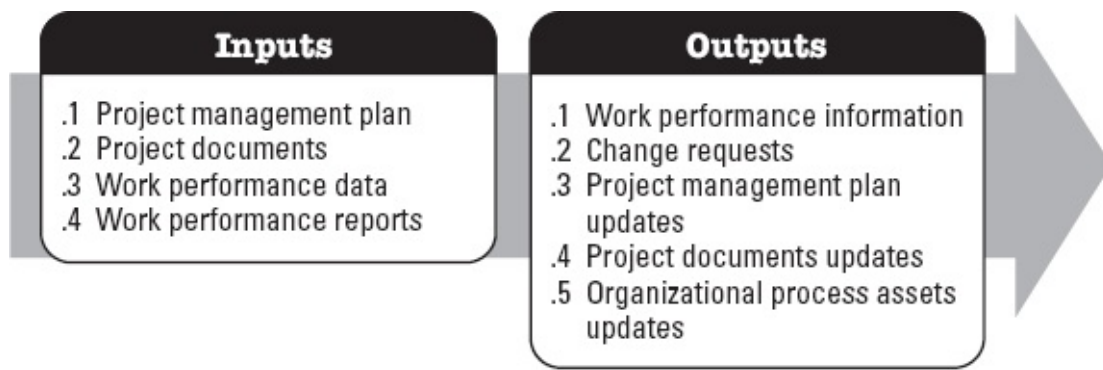 Inputs
.1 Project management plan
.2 Project documents
.3 Work performance data
.4 Work performance reports
Outputs
.1 Work performance information
.2 Change requests
.3 Project management plan
updates
.4 Project documents updates
.5 Organizational process assets
updates